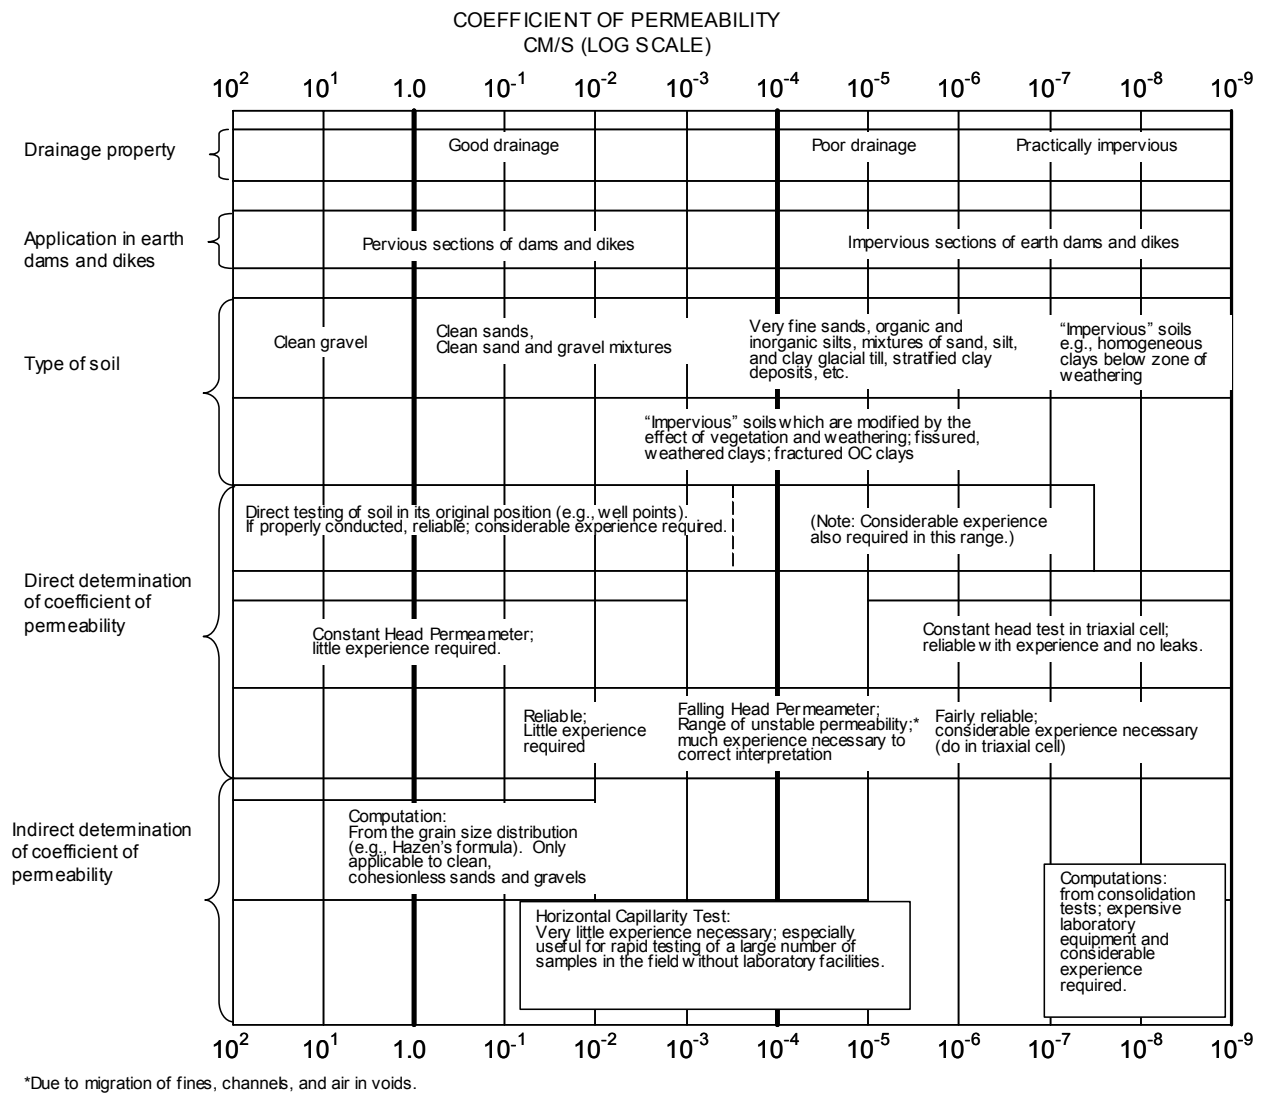 COEFFICIENT OF PERMEABILITY
CM/S (LOG SCALE)
10² 10¹ 1.0 10⁻¹ 10⁻² 10⁻³ 10⁻⁴ 10⁻⁵ 10⁻⁶ 10⁻⁷ 10⁻⁸ 10⁻⁹
Drainage property
Good drainage
Poor drainage
Practically impervious
Application in earth
dams and dikes
Pervious sections of dams and dikes
Impervious sections of earth dams and dikes
Type of soil
Clean gravel
Clean sands,
Clean sand and gravel mixtures
Very fine sands, organic and
inorganic silts, mixtures of sand, silt,
and clay glacial till, stratified clay
deposits, etc.
“Impervious” soils
e.g., homogeneous
clays below zone of
weathering
“Impervious” soils which are modified by the
effect of vegetation and weathering; fissured,
weathered clays; fractured OC clays
Direct determination
of coefficient of
permeability
Direct testing of soil in its original position (e.g., well points).
If properly conducted, reliable; considerable experience required.
(Note: Considerable experience
also required in this range.)
Constant Head Permeameter;
little experience required.
Constant head test in triaxial cell;
reliable with experience and no leaks.
Reliable;
Little experience
required
Falling Head Permeameter;
Range of unstable permeability;*
much experience necessary to
correct interpretation
Fairly reliable;
considerable experience necessary
(do in triaxial cell)
Indirect determination
of coefficient of
permeability
Computation:
From the grain size distribution
(e.g., Hazen’s formula). Only
applicable to clean,
cohesionless sands and gravels
Horizontal Capillarity Test:
Very little experience necessary; especially
useful for rapid testing of a large number of
samples in the field without laboratory facilities.
Computations:
from consolidation
tests; expensive
laboratory
equipment and
considerable
experience
required.
10² 10¹ 1.0 10⁻¹ 10⁻² 10⁻³ 10⁻⁴ 10⁻⁵ 10⁻⁶ 10⁻⁷ 10⁻⁸ 10⁻⁹
*Due to migration of fines, channels, and air in voids.